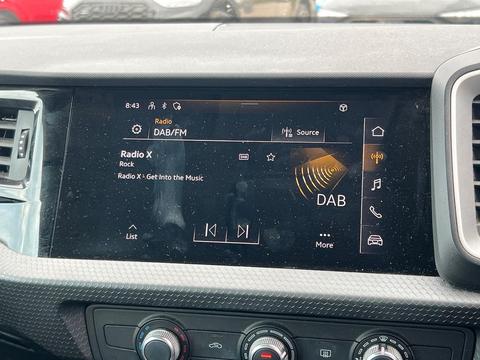 8:43
Radio
DAB/FM
Source
Radio X
Rock
Radio X - Get Into the Music
DAB
List
More